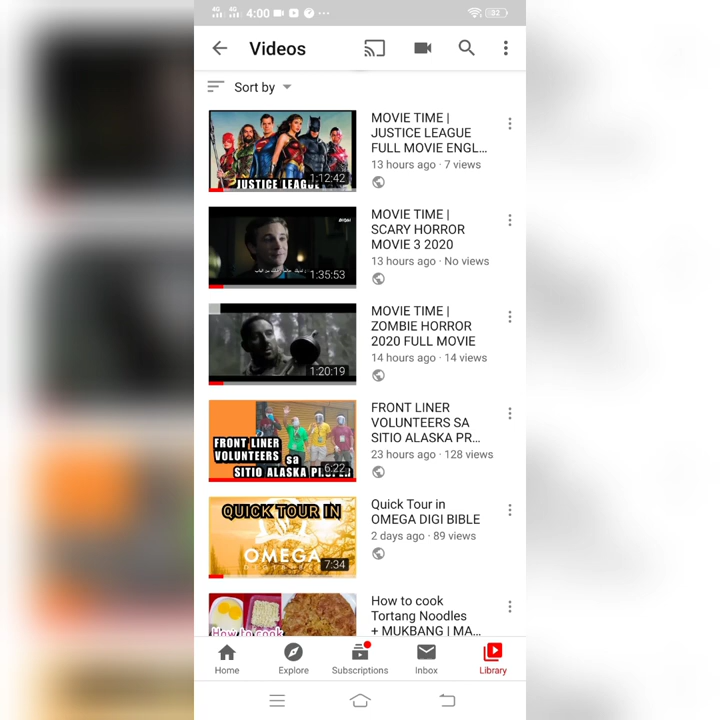 4G 4G 4:00 82
Videos
Sort by
JUSTICE LEAGUE
1:12:42
MOVIE TIME |
JUSTICE LEAGUE
FULL MOVIE ENGL...
13 hours ago · 7 views
1:35:53
MOVIE TIME |
SCARY HORROR
MOVIE 3 2020
13 hours ago · No views
1:20:19
MOVIE TIME |
ZOMBIE HORROR
2020 FULL MOVIE
14 hours ago · 14 views
FRONT LINER
VOLUNTEERS sa
SITIO ALASKA PROPER
6:22
FRONT LINER
VOLUNTEERS SA
SITIO ALASKA PR...
23 hours ago · 128 views
QUICK TOUR IN
OMEGA
7:34
Quick Tour in
OMEGA DIGI BIBLE
2 days ago · 89 views
How to cook
How to cook
Tortang Noodles
+ MUKBANG | MA...
Home
Explore
Subscriptions
Inbox
Library